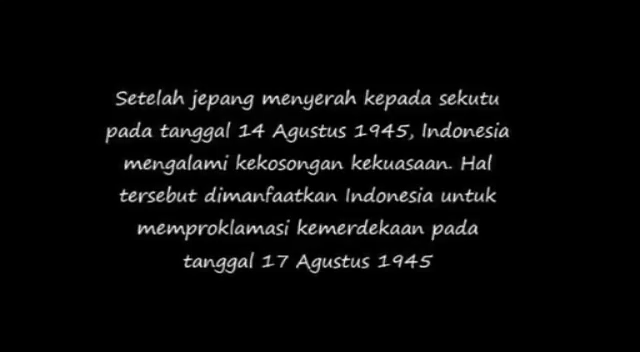 Setelah jepang menyerah kepada sekutu
pada tanggal 14 Agustus 1945, Indonesia
mengalami kekosongan kekuasaan. Hal
tersebut dimanfaatkan Indonesia untuk
memproklamasi kemerdekaan pada
tanggal 17 Agustus 1945